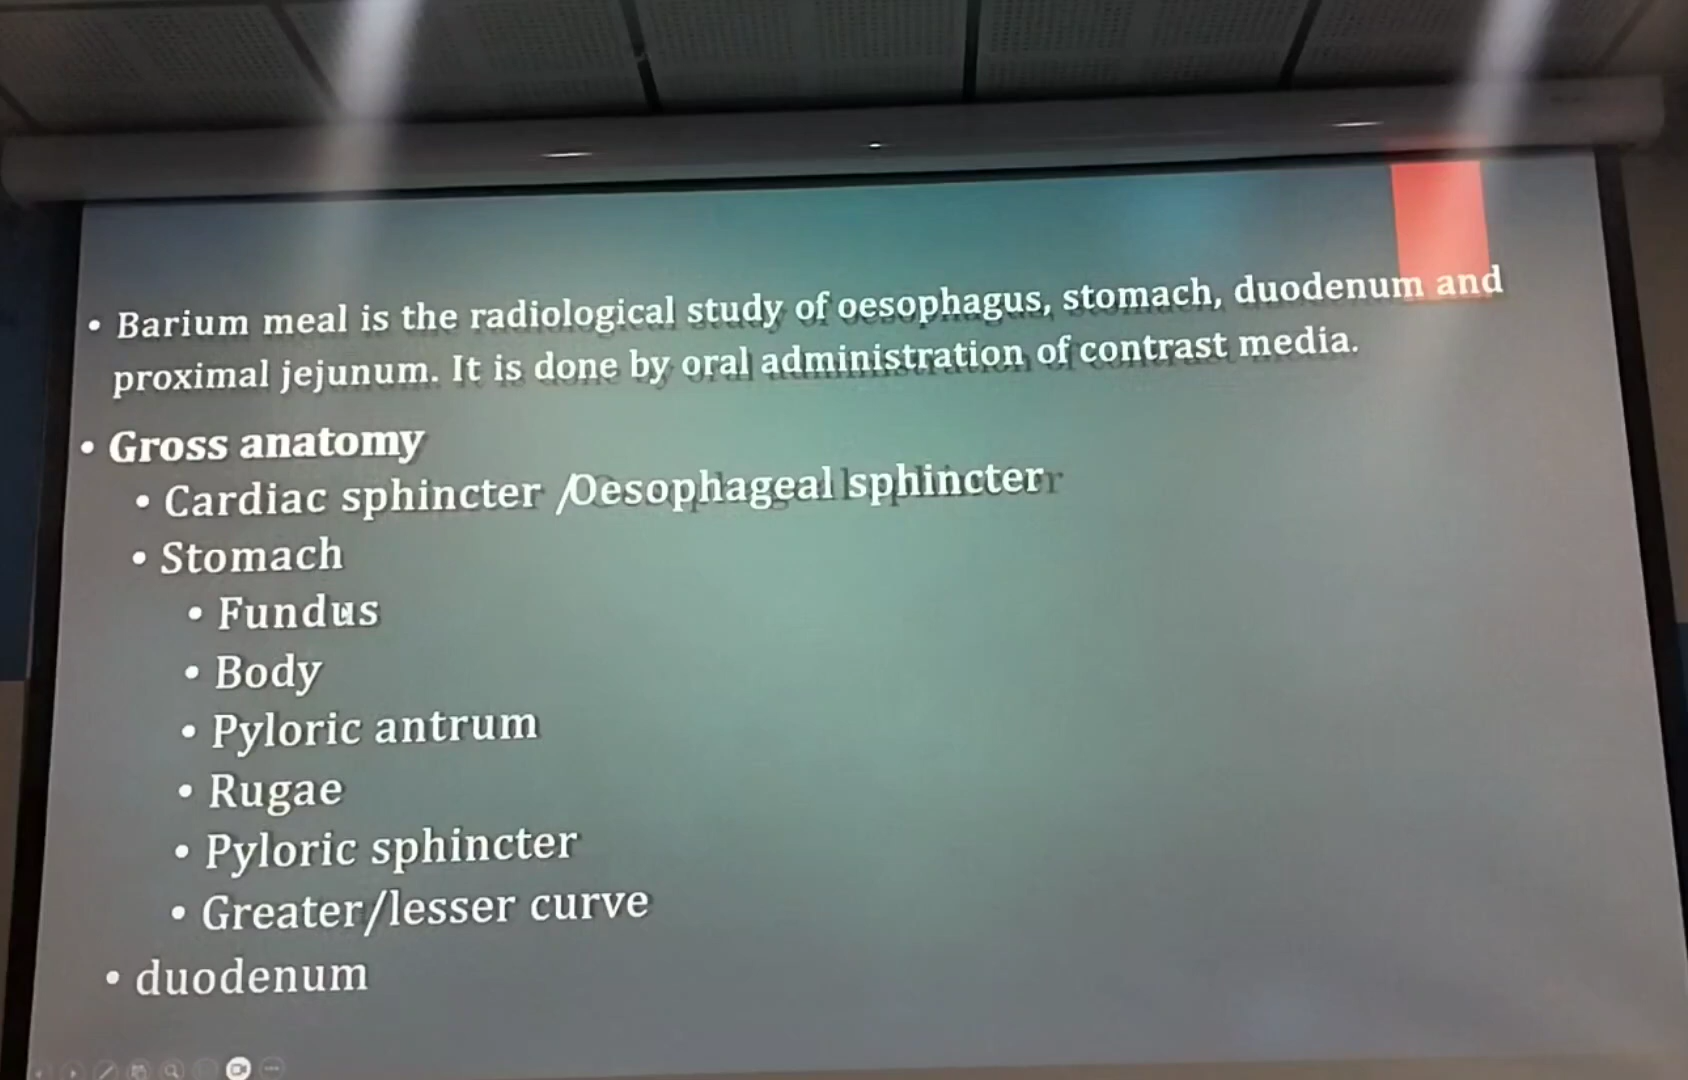 • Barium meal is the radiological study of oesophagus, stomach, duodenum and
proximal jejunum. It is done by oral administration of contrast media.
• Gross anatomy
• Cardiac sphincter /Oesophageal sphincter
• Stomach
• Fundus
• Body
• Pyloric antrum
• Rugae
• Pyloric sphincter
• Greater/lesser curve
• duodenum